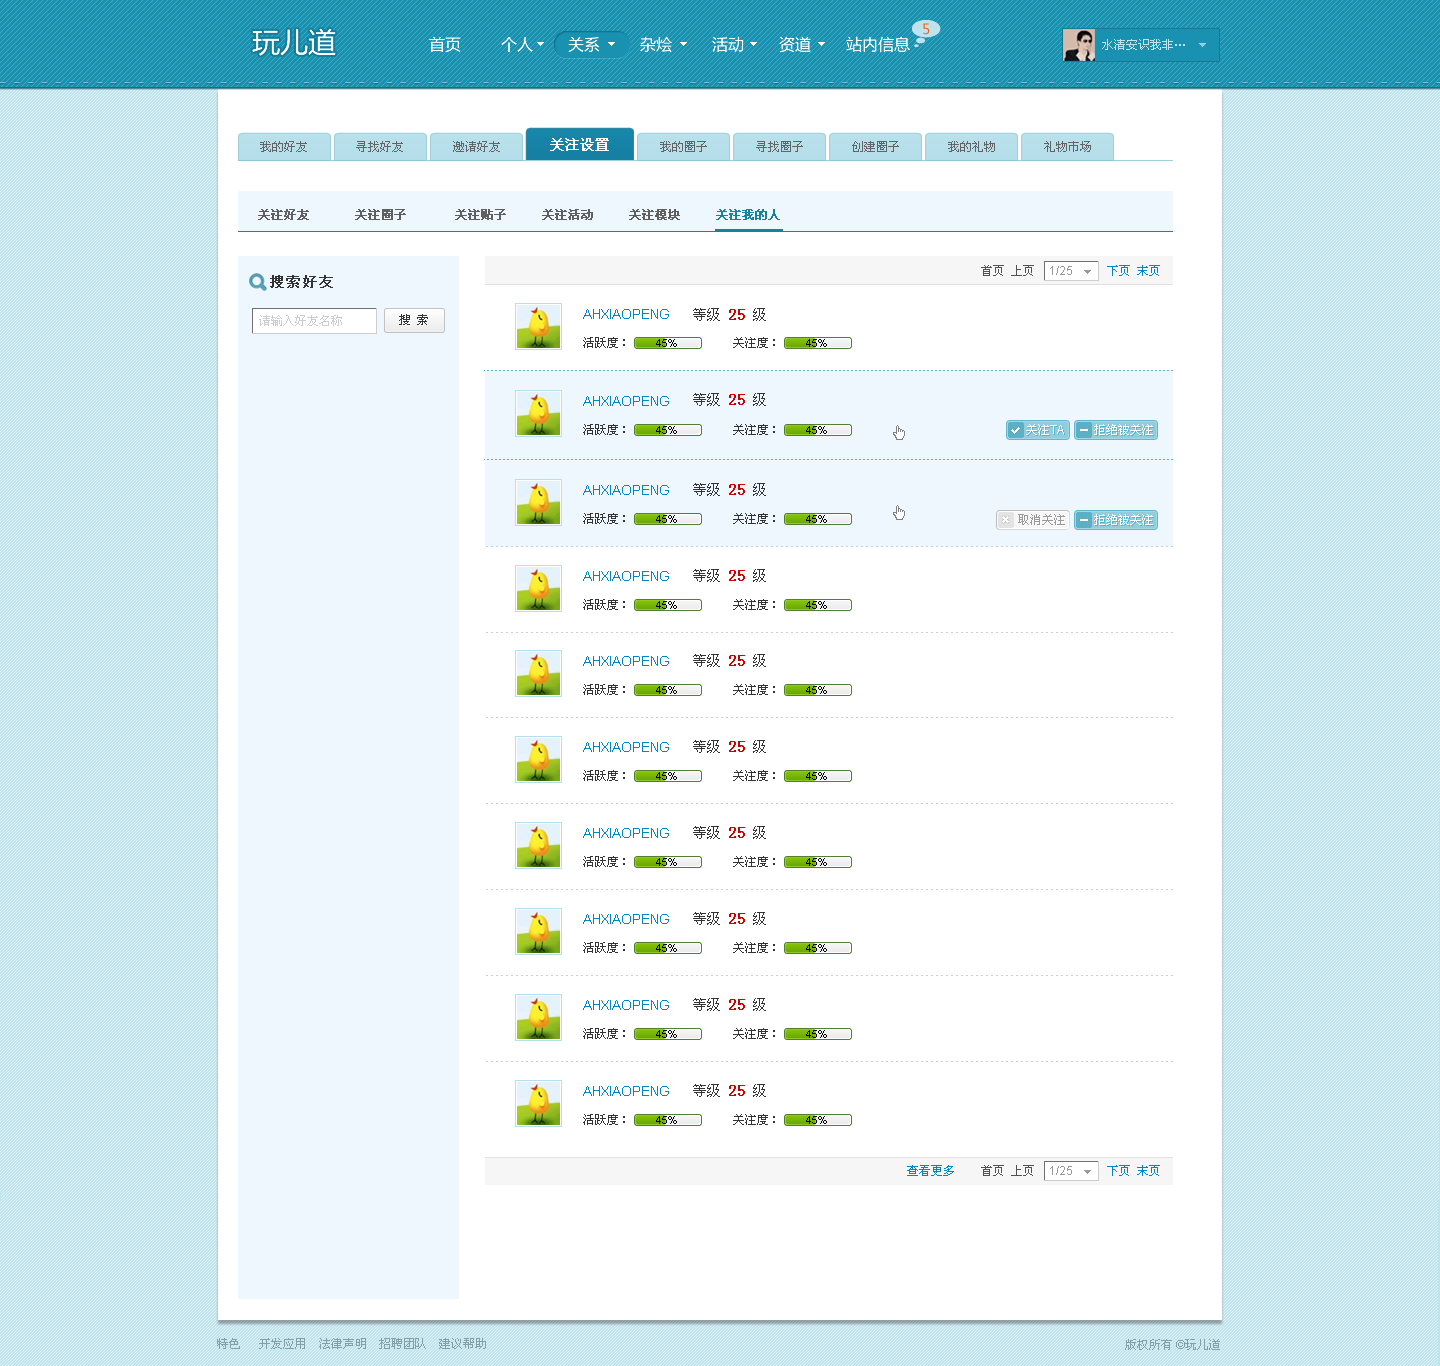 玩儿道 首页 个人 关系 杂烩 活动 资道 站内信息 5 水清安识我非…
我的好友 寻找好友 邀请好友 关注设置 我的圈子 寻找圈子 创建圈子 我的礼物 礼物市场
关注好友 关注圈子 关注贴子 关注活动 关注模块 关注我的人
搜索好友
请输入好友名称 搜 索
首页 上页 1/25 下页 末页
AHXIAOPENG 等级 25 级
活跃度： 45% 关注度： 45%
AHXIAOPENG 等级 25 级
活跃度： 45% 关注度： 45% 关注TA 拒绝被关注
AHXIAOPENG 等级 25 级
活跃度： 45% 关注度： 45% 取消关注 拒绝被关注
AHXIAOPENG 等级 25 级
活跃度： 45% 关注度： 45%
AHXIAOPENG 等级 25 级
活跃度： 45% 关注度： 45%
AHXIAOPENG 等级 25 级
活跃度： 45% 关注度： 45%
AHXIAOPENG 等级 25 级
活跃度： 45% 关注度： 45%
AHXIAOPENG 等级 25 级
活跃度： 45% 关注度： 45%
AHXIAOPENG 等级 25 级
活跃度： 45% 关注度： 45%
AHXIAOPENG 等级 25 级
活跃度： 45% 关注度： 45%
查看更多 首页 上页 1/25 下页 末页
特色 开发应用 法律声明 招聘团队 建议帮助 版权所有 ©玩儿道